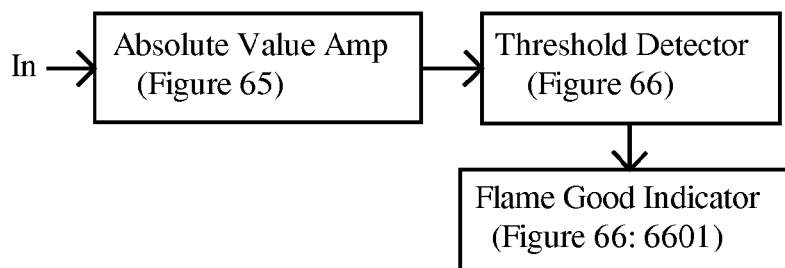 In
Absolute Value Amp
(Figure 65)
Threshold Detector
(Figure 66)
Flame Good Indicator
(Figure 66: 6601)